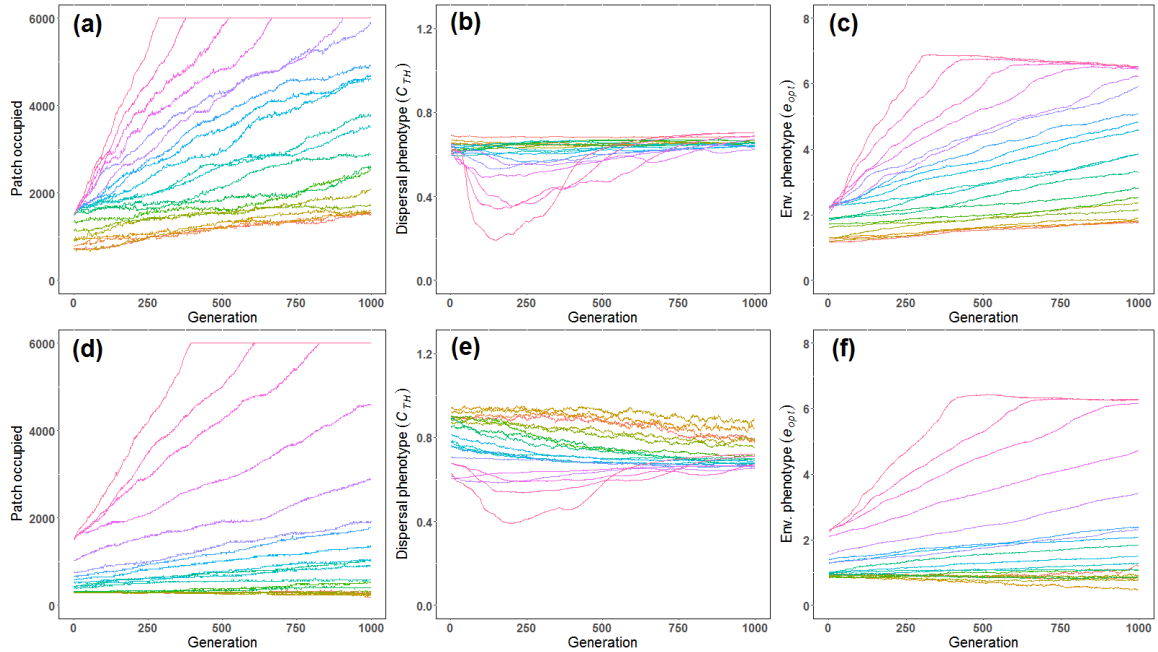 (a)
Patch occupied
6000
4000
2000
0
0 250 500 750 1000
Generation
(b)
Dispersal phenotype (C_TH)
1.2
0.8
0.4
0.0
0 250 500 750 1000
Generation
(c)
Env. phenotype (e_opt)
8
6
4
2
0
0 250 500 750 1000
Generation
(d)
Patch occupied
6000
4000
2000
0
0 250 500 750 1000
Generation
(e)
Dispersal phenotype (C_TH)
1.2
0.8
0.4
0.0
0 250 500 750 1000
Generation
(f)
Env. phenotype (e_opt)
8
6
4
2
0
0 250 500 750 1000
Generation